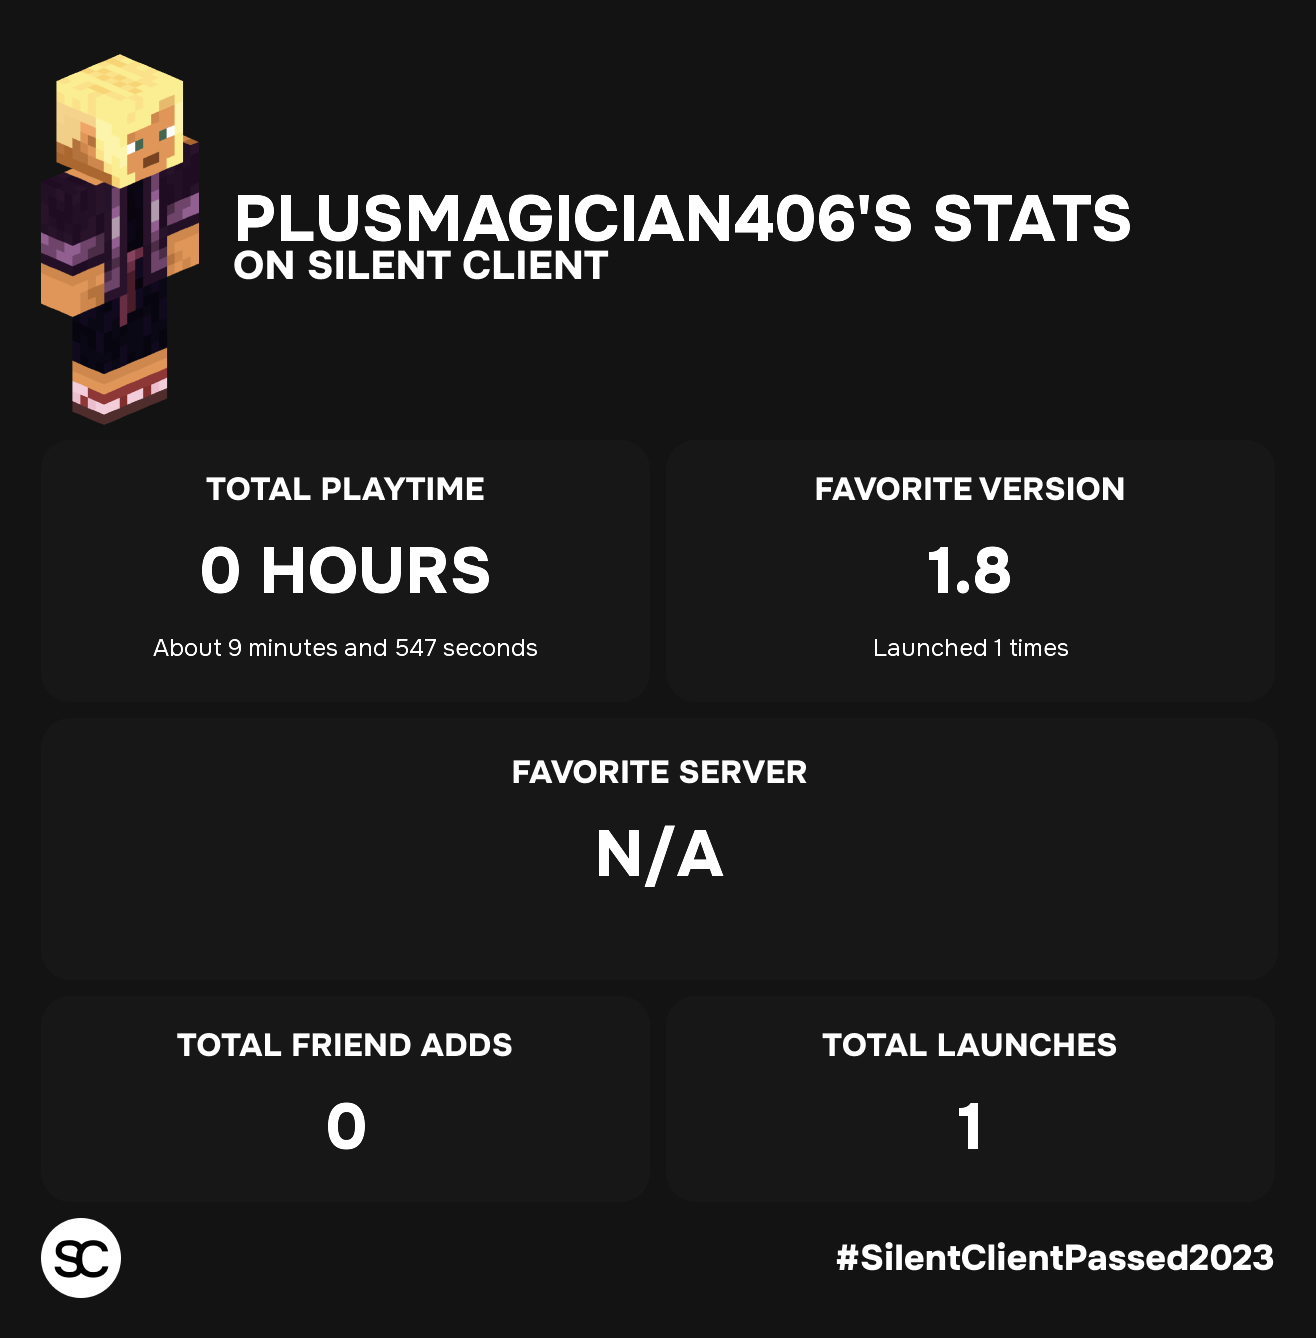 PLUSMAGICIAN406'S STATS
ON SILENT CLIENT
TOTAL PLAYTIME
0 HOURS
About 9 minutes and 547 seconds
FAVORITE VERSION
1.8
Launched 1 times
FAVORITE SERVER
N/A
TOTAL FRIEND ADDS
0
TOTAL LAUNCHES
1
SC
#SilentClientPassed2023